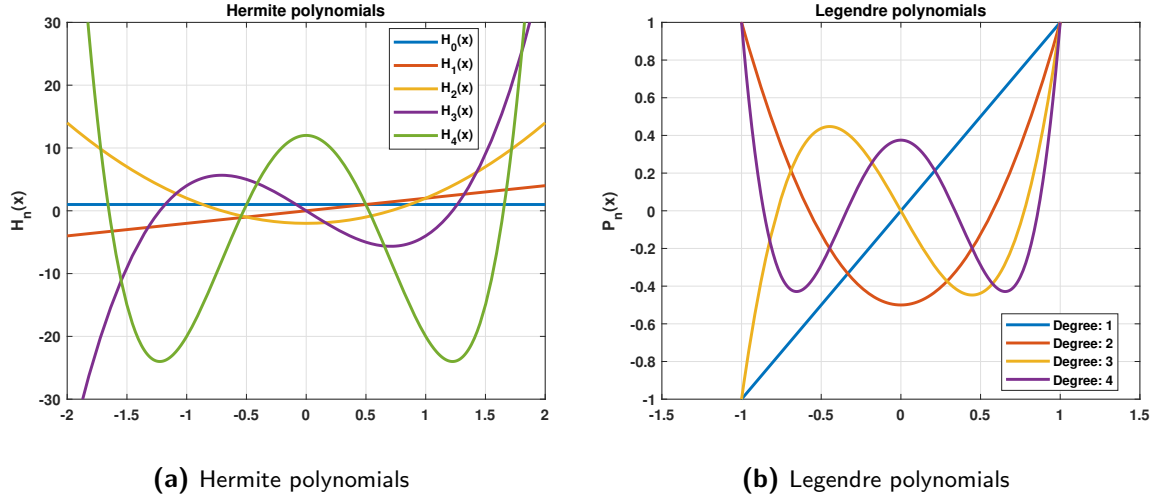 Hermite polynomials
30
20
10
0
-10
-20
-30
H_n(x)
-2
-1.5
-1
-0.5
0
0.5
1
1.5
2
H_0(x)
H_1(x)
H_2(x)
H_3(x)
H_4(x)
(a) Hermite polynomials
Legendre polynomials
1
0.8
0.6
0.4
0.2
0
-0.2
-0.4
-0.6
-0.8
-1
P_n(x)
-1.5
-1
-0.5
0
0.5
1
1.5
Degree: 1
Degree: 2
Degree: 3
Degree: 4
(b) Legendre polynomials